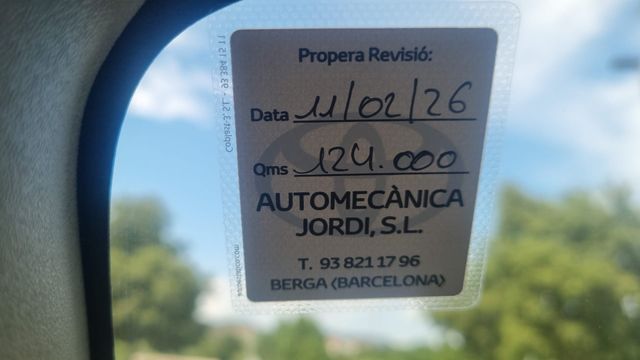 Propera Revisió:
Data 11/02/26
Qms 124.000
AUTOMECÀNICA
JORDI, S.L.
T. 93 821 17 96
BERGA (BARCELONA)